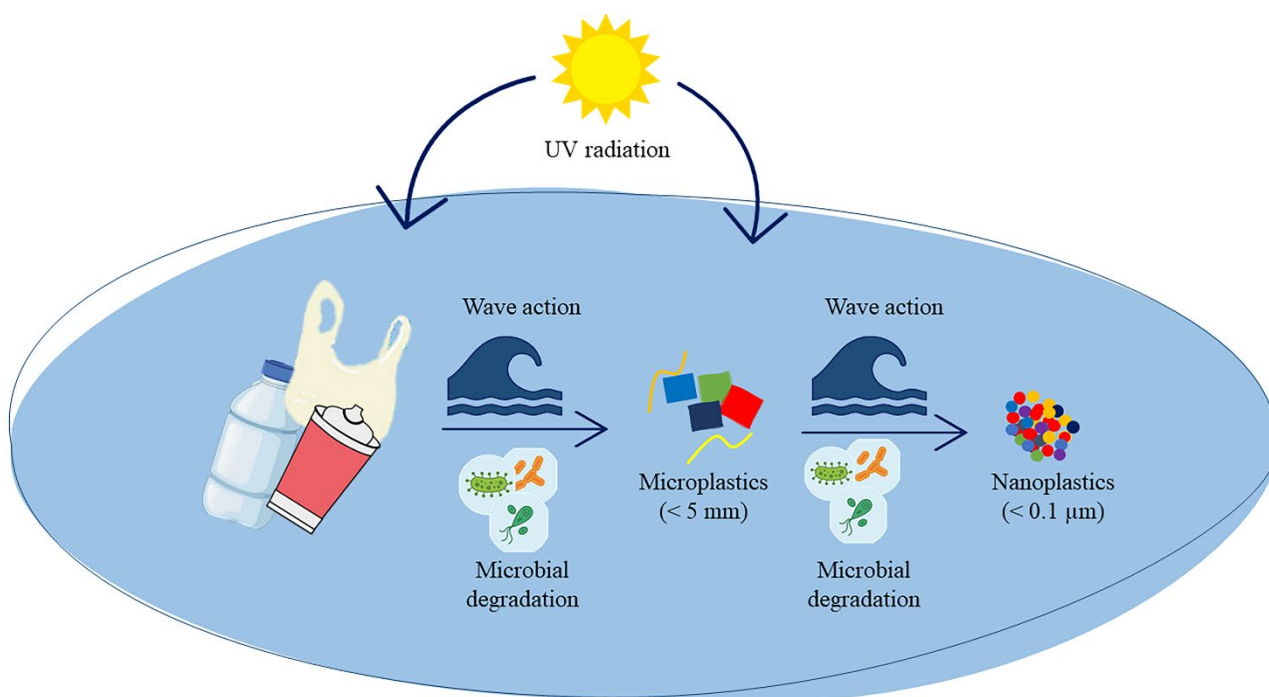 UV radiation
Wave action
Wave action
Microplastics
(< 5 mm)
Nanoplastics
(< 0.1 µm)
Microbial
degradation
Microbial
degradation